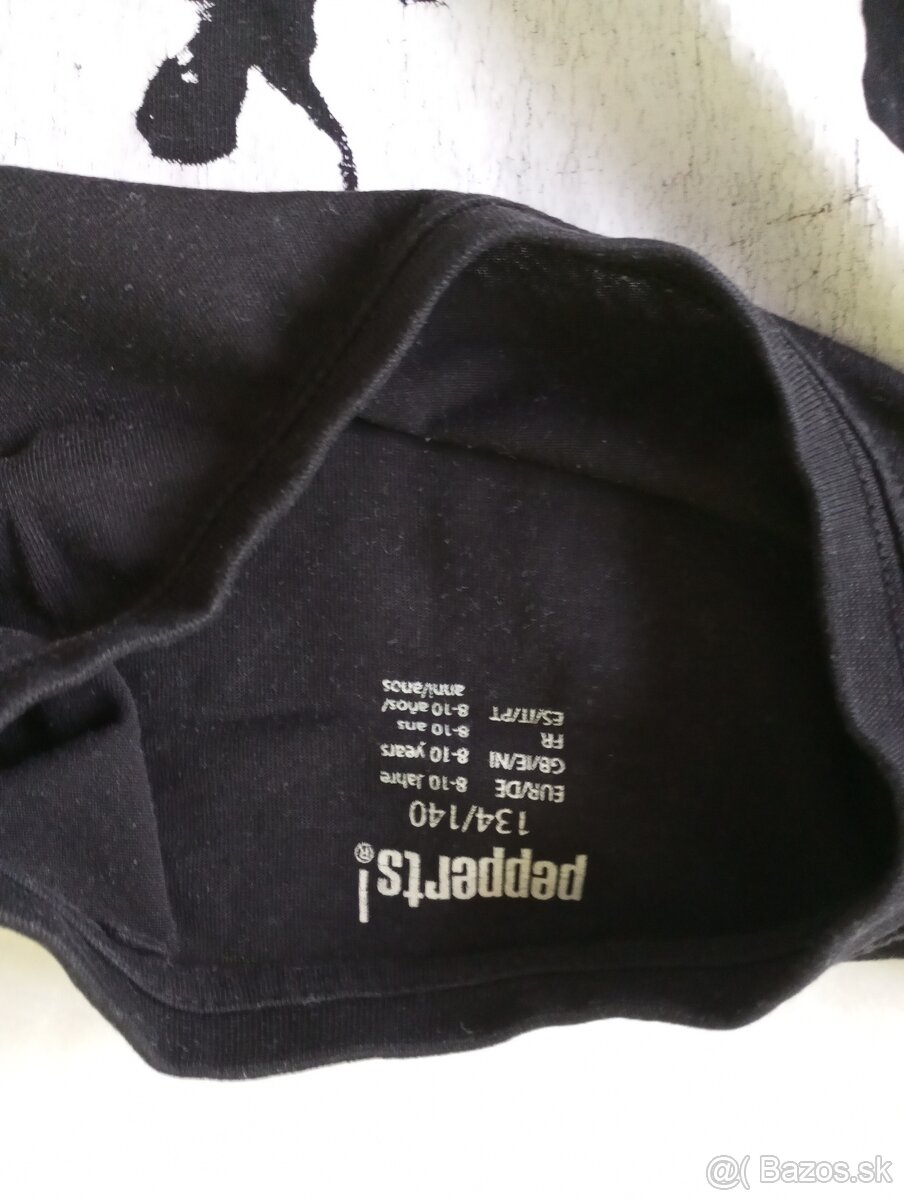 pepperts!®
134/140
EUR/DE 8-10 Jahre
GB/IE/NI 8-10 years
FR 8-10 ans
ES/IT/PT 8-10 años/
anni/anos
@( Bazos.sk